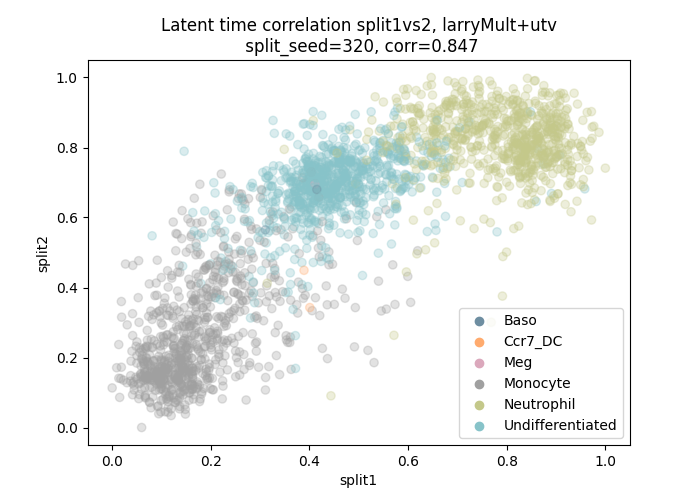 Latent time correlation split1vs2, larryMult+utv
split_seed=320, corr=0.847
1.0
0.8
0.6
0.4
0.2
0.0
split2
Baso
Ccr7_DC
Meg
Monocyte
Neutrophil
Undifferentiated
0.0 0.2 0.4 0.6 0.8 1.0
split1